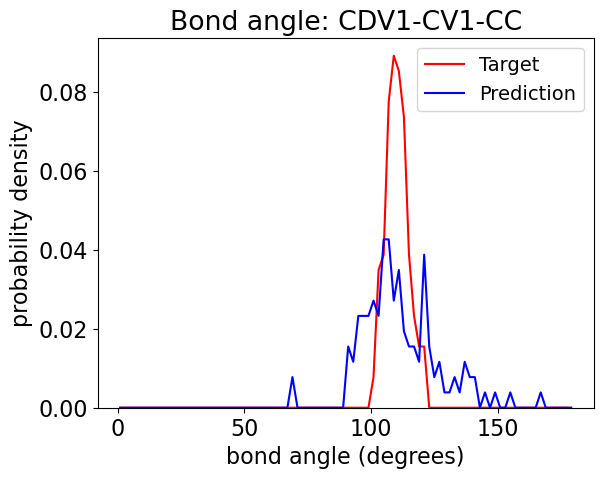 Bond angle: CDV1-CV1-CC
Target
Prediction
probability density
0.08
0.06
0.04
0.02
0.00
0
50
100
150
bond angle (degrees)